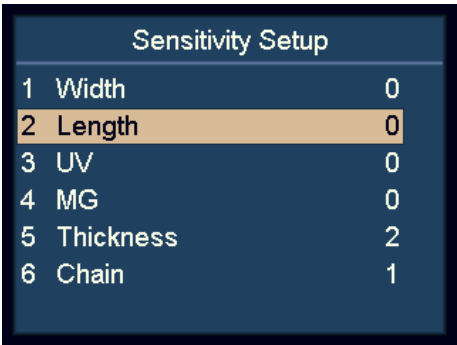 Sensitivity Setup
1 Width 0
2 Length 0
3 UV 0
4 MG 0
5 Thickness 2
6 Chain 1